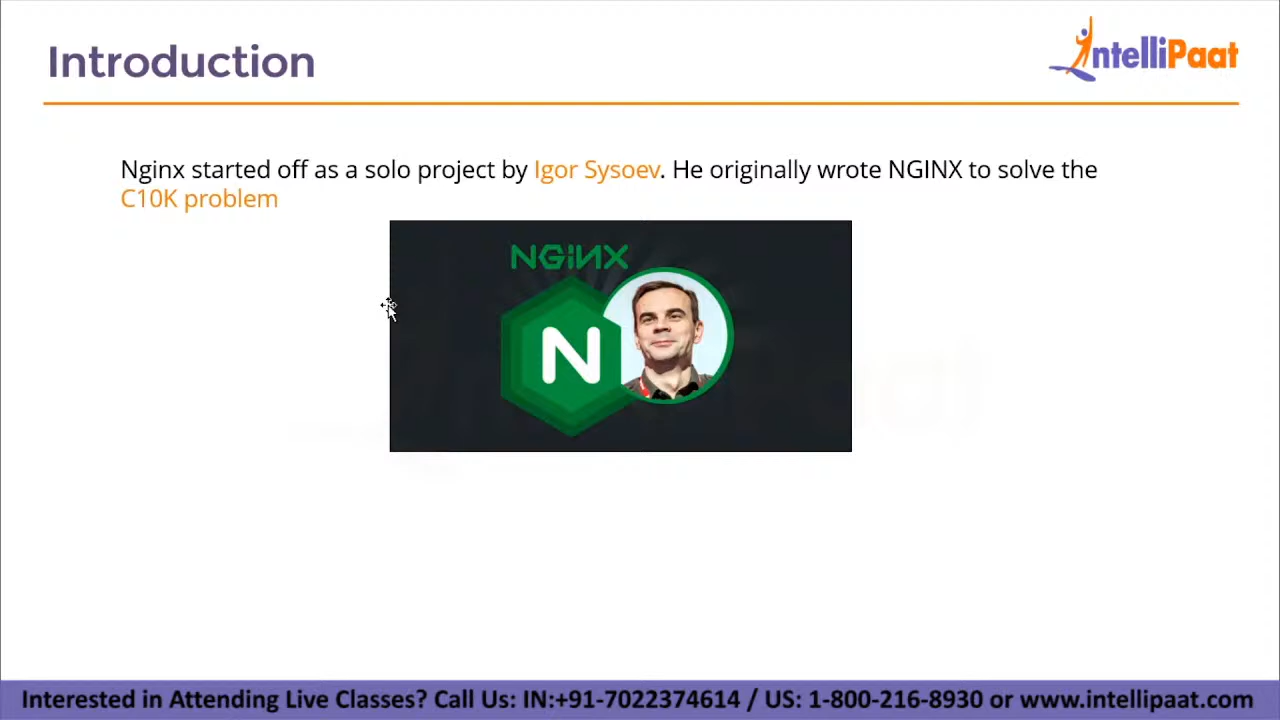 Introduction
IntelliPaat
Nginx started off as a solo project by Igor Sysoev. He originally wrote NGINX to solve the
C10K problem
NGINX
N
Interested in Attending Live Classes? Call Us: IN:+91-7022374614 / US: 1-800-216-8930 or www.intellipaat.com